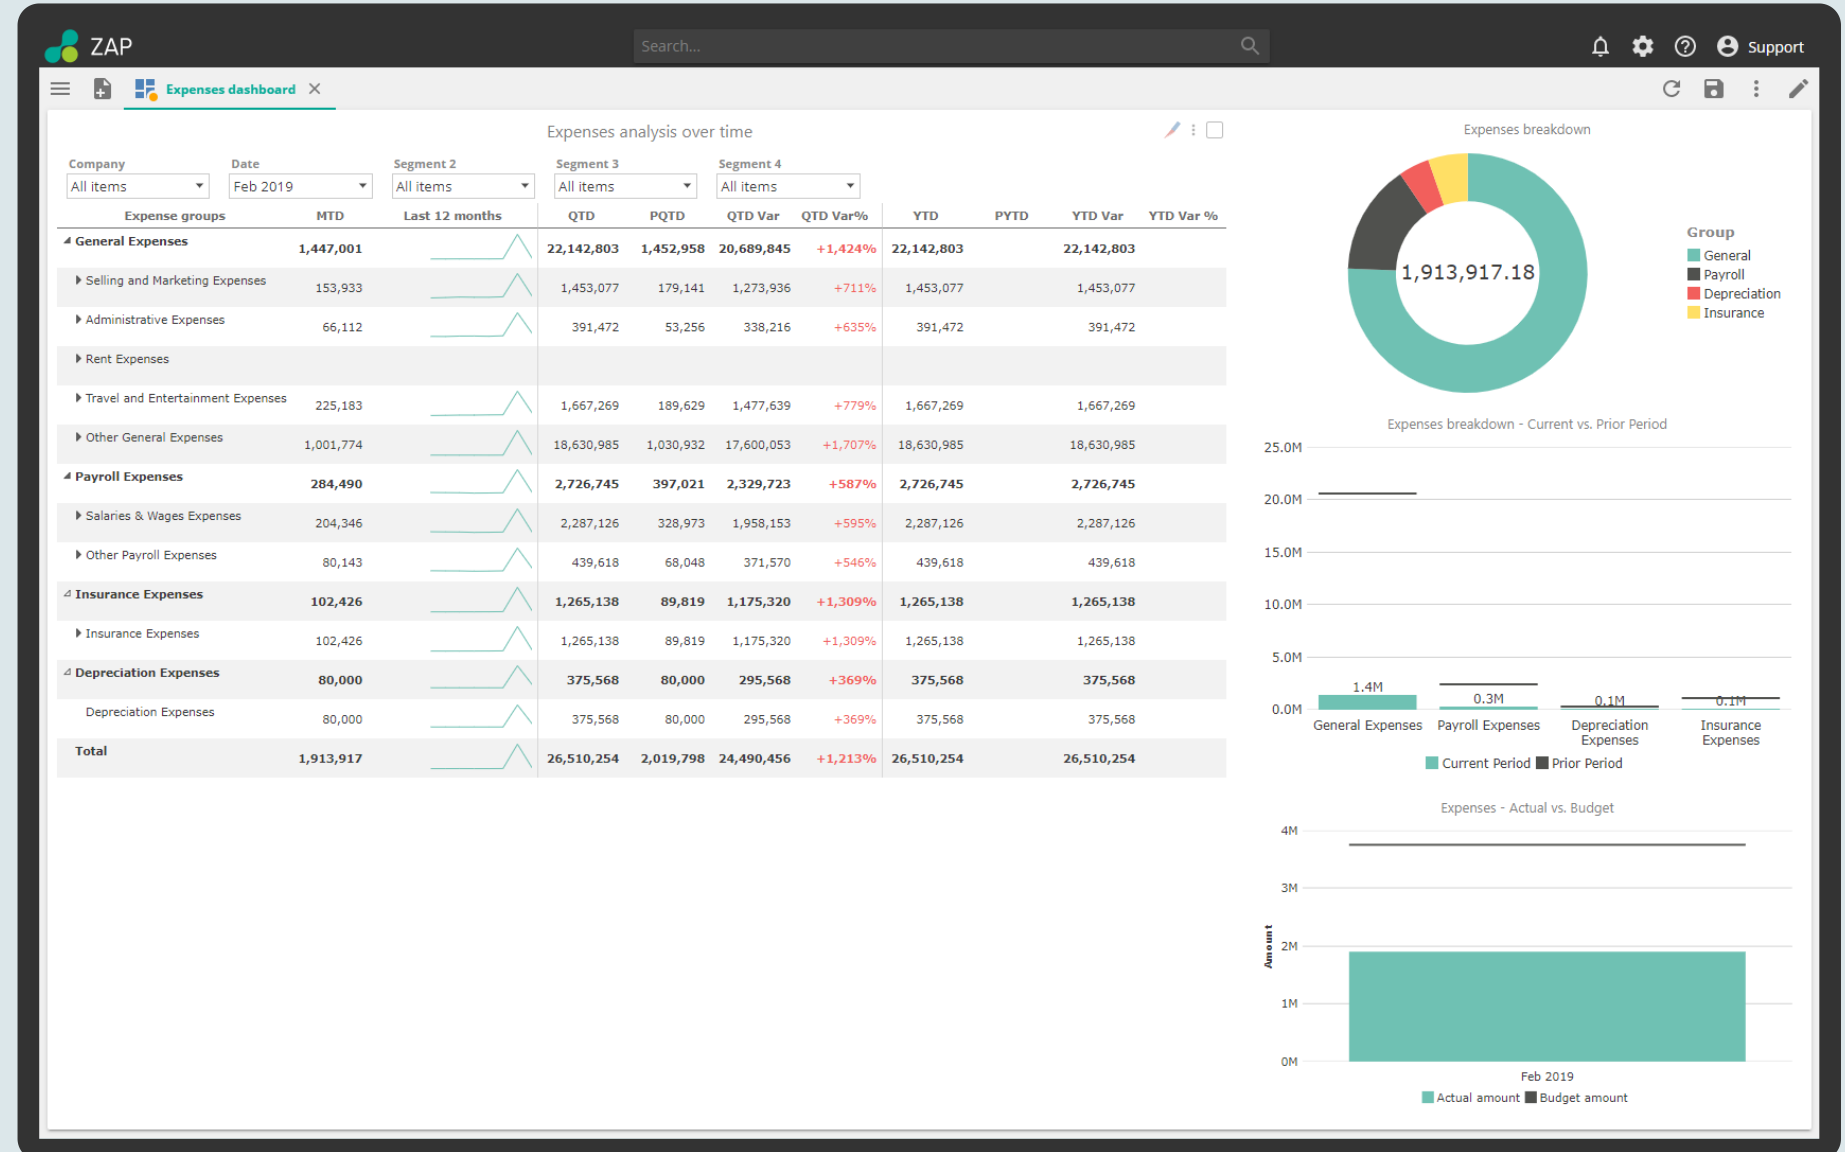 ZAP
Search...
Support
Expenses dashboard
Expenses analysis over time
Company Date Segment 2 Segment 3 Segment 4
All items Feb 2019 All items All items All items
Expense groups MTD Last 12 months QTD PQTD QTD Var QTD Var% YTD PYTD YTD Var YTD Var %
General Expenses 1,447,001 22,142,803 1,452,958 20,689,845 +1,424% 22,142,803 22,142,803
Selling and Marketing Expenses 153,933 1,453,077 179,141 1,273,936 +711% 1,453,077 1,453,077
Administrative Expenses 66,112 391,472 53,256 338,216 +635% 391,472 391,472
Rent Expenses
Travel and Entertainment Expenses 225,183 1,667,269 189,629 1,477,639 +779% 1,667,269 1,667,269
Other General Expenses 1,001,774 18,630,985 1,030,932 17,600,053 +1,707% 18,630,985 18,630,985
Payroll Expenses 284,490 2,726,745 397,021 2,329,723 +587% 2,726,745 2,726,745
Salaries & Wages Expenses 204,346 2,287,126 328,973 1,958,153 +595% 2,287,126 2,287,126
Other Payroll Expenses 80,143 439,618 68,048 371,570 +546% 439,618 439,618
Insurance Expenses 102,426 1,265,138 89,819 1,175,320 +1,309% 1,265,138 1,265,138
Insurance Expenses 102,426 1,265,138 89,819 1,175,320 +1,309% 1,265,138 1,265,138
Depreciation Expenses 80,000 375,568 80,000 295,568 +369% 375,568 375,568
Depreciation Expenses 80,000 375,568 80,000 295,568 +369% 375,568 375,568
Total 1,913,917 26,510,254 2,019,798 24,490,456 +1,213% 26,510,254 26,510,254
Expenses breakdown
1,913,917.18
Group
General
Payroll
Depreciation
Insurance
Expenses breakdown - Current vs. Prior Period
25.0M
20.0M
15.0M
10.0M
5.0M
0.0M
1.4M 0.3M 0.1M 0.1M
General Expenses Payroll Expenses Depreciation Insurance
Expenses Expenses
Current Period Prior Period
Expenses - Actual vs. Budget
4M
3M
2M
1M
0M
Amount
Feb 2019
Actual amount Budget amount